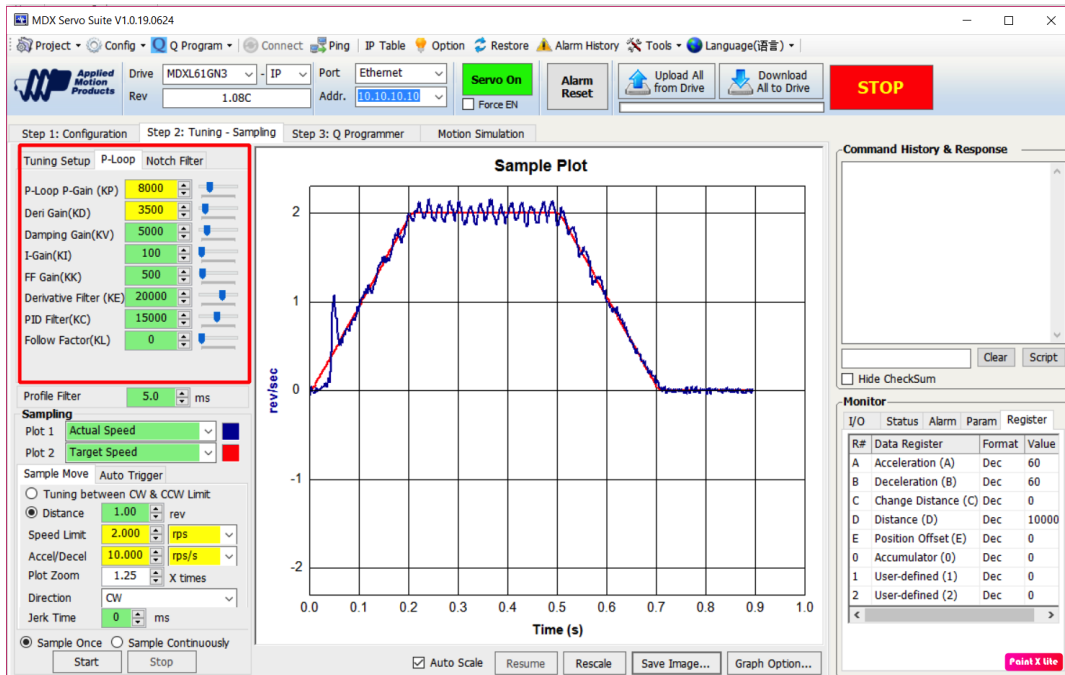 MDX Servo Suite V1.0.19.0624
Project Config Q Q Program Connect Ping IP Table Option Restore Alarm History Tools Language(语言)
Applied Motion Products
Drive MDXL61GN3 - IP Port Ethernet Servo On Alarm Reset Upload All from Drive Download All to Drive STOP
Rev 1.08C Addr. 10.10.10.10 Force EN
Step 1: Configuration Step 2: Tuning - Sampling Step 3: Q Programmer Motion Simulation
Tuning Setup P-Loop Notch Filter
P-Loop P-Gain (KP) 8000
Deri Gain(KD) 3500
Damping Gain(KV) 5000
I-Gain(KI) 100
FF Gain(KK) 500
Derivative Filter (KE) 20000
PID Filter(KC) 15000
Follow Factor(KL) 0
Profile Filter 5.0 ms
Sampling
Plot 1 Actual Speed
Plot 2 Target Speed
Sample Move Auto Trigger
Tuning between CW & CCW Limit
Distance 1.00 rev
Speed Limit 2.000 rps
Accel/Decel 10.000 rps/s
Plot Zoom 1.25 X times
Direction CW
Jerk Time 0 ms
Sample Once Sample Continuously
Start Stop
Sample Plot
2
1
0
-1
-2
rev/sec
0.0 0.1 0.2 0.3 0.4 0.5 0.6 0.7 0.8 0.9 1.0
Time (s)
Auto Scale Resume Rescale Save Image... Graph Option...
Command History & Response
Clear Script
Hide CheckSum
Monitor
I/O Status Alarm Param Register
R# Data Register Format Value
A Acceleration (A) Dec 60
B Deceleration (B) Dec 60
C Change Distance (C) Dec 0
D Distance (D) Dec 10000
E Position Offset (E) Dec 0
0 Accumulator (0) Dec 0
1 User-defined (1) Dec 0
2 User-defined (2) Dec 0
Paint X lite